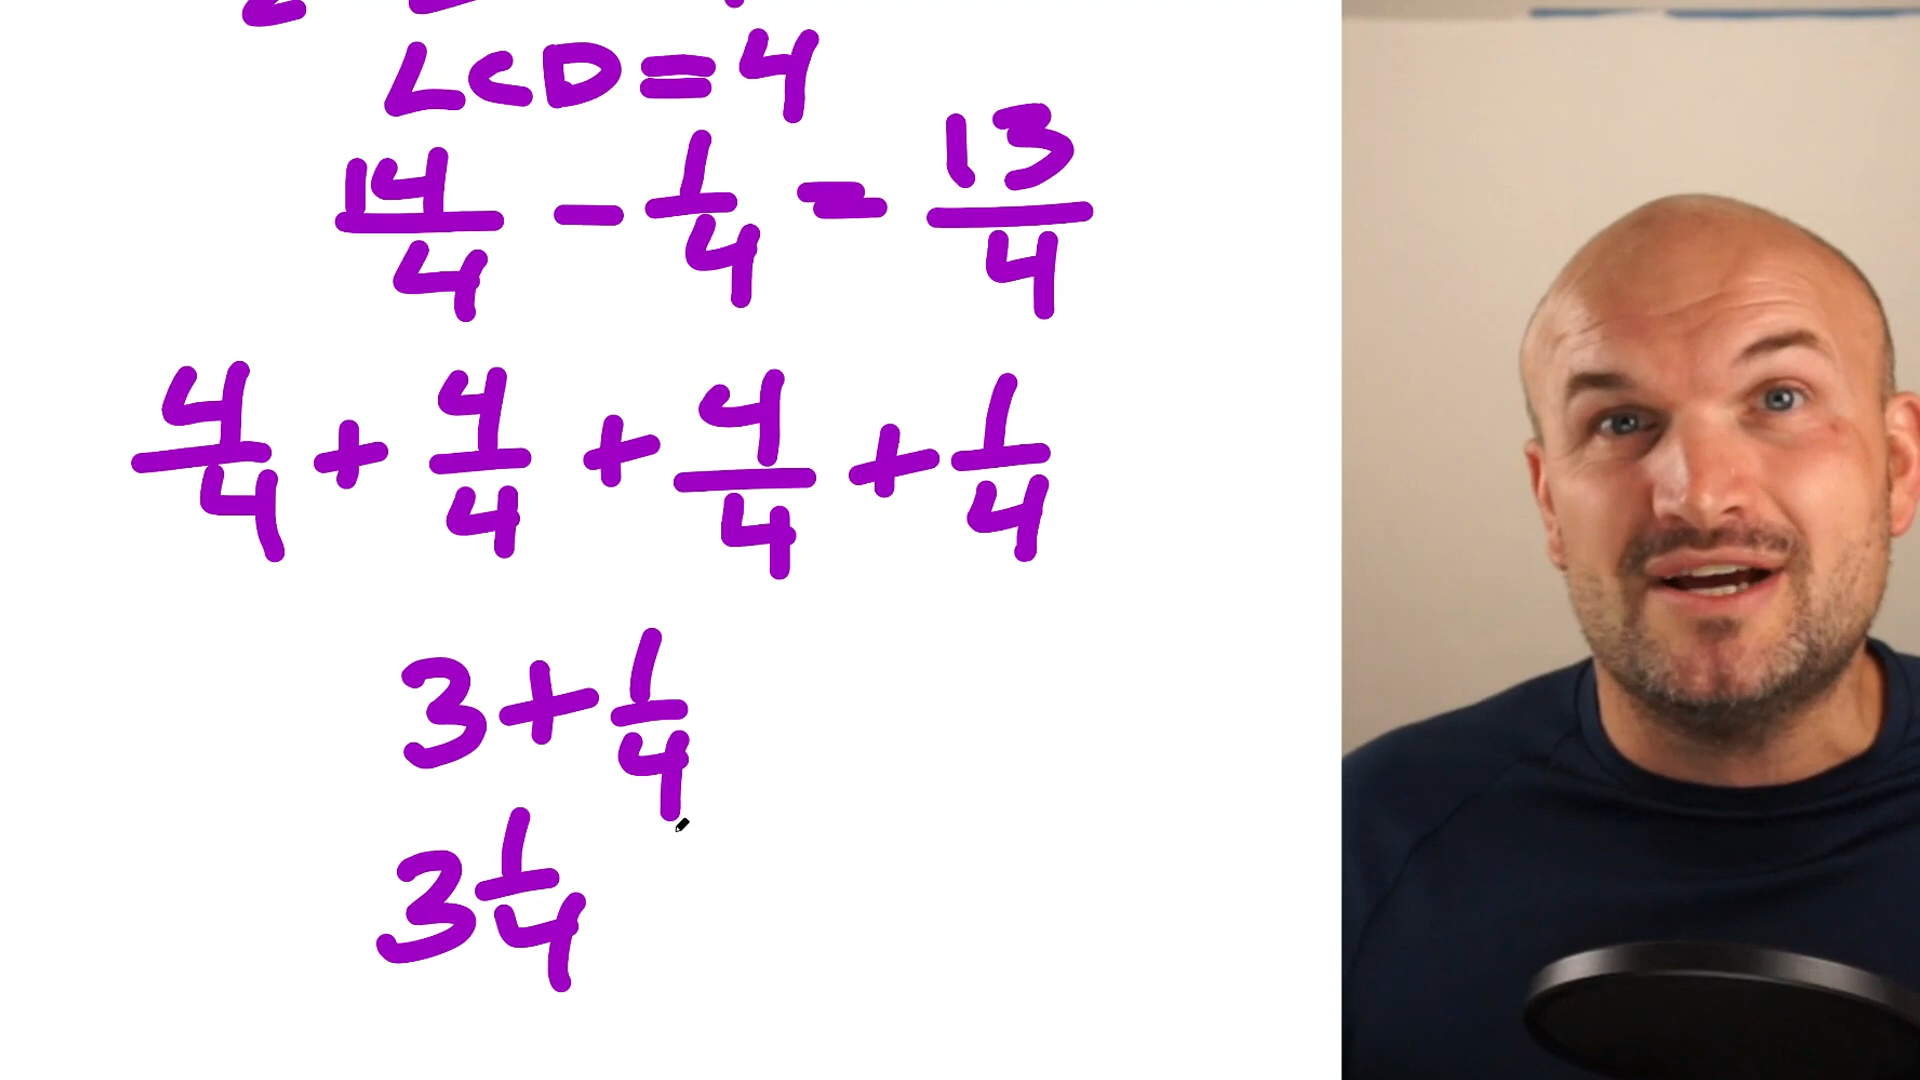 LCD = 4
14/4 - 1/4 = 13/4
4/4 + 4/4 + 4/4 + 1/4
3 + 1/4
3 1/4